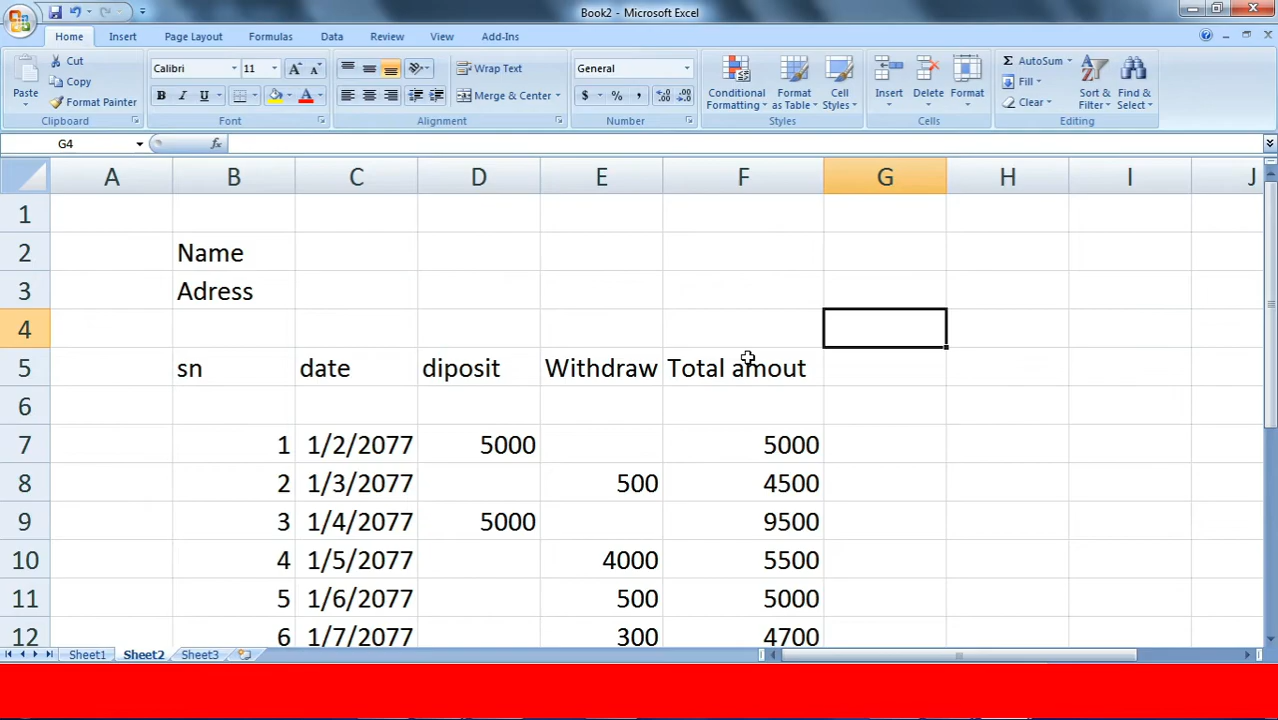 Book2 - Microsoft Excel
Home Insert Page Layout Formulas Data Review View Add-Ins
Cut
Copy
Format Painter
Paste
Clipboard
Calibri 11
B I U
Font
Wrap Text
Merge & Center
Alignment
General
$ % ,
Number
Conditional Formatting
Format as Table
Cell Styles
Styles
Insert
Delete
Format
Cells
AutoSum
Fill
Clear
Sort & Filter
Find & Select
Editing
G4 fx
A B C D E F G H I J
1
2 Name
3 Adress
4
5 sn date diposit Withdraw Total amout
6
7 1 1/2/2077 5000 5000
8 2 1/3/2077 500 4500
9 3 1/4/2077 5000 9500
10 4 1/5/2077 4000 5500
11 5 1/6/2077 500 5000
12 6 1/7/2077 300 4700
Sheet1 Sheet2 Sheet3